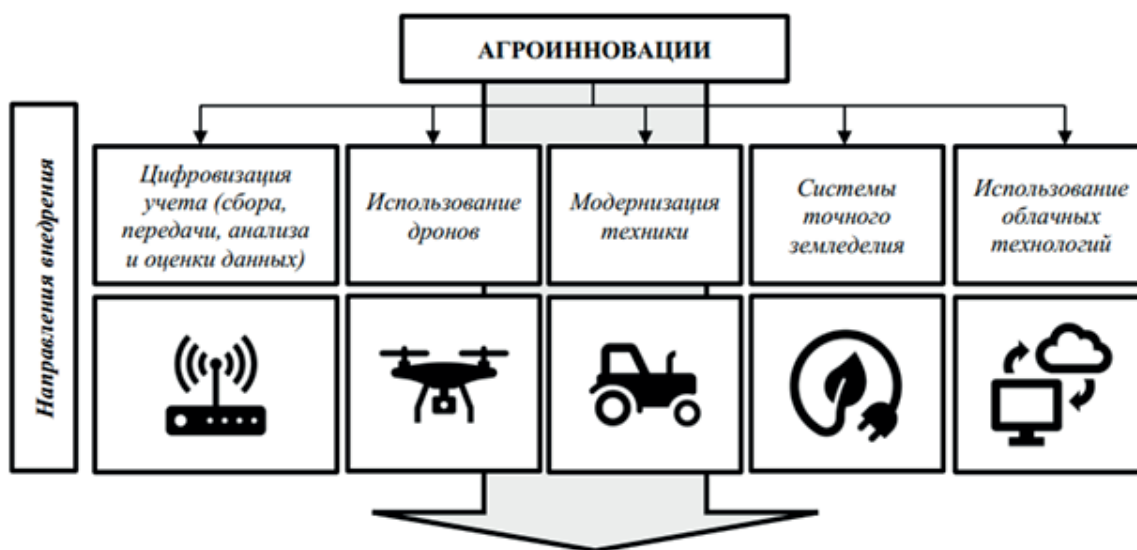 АГРОИННОВАЦИИ
Направления внедрения
Цифровизация
учета (сбора,
передачи, анализа
и оценки данных)
Использование
дронов
Модернизация
техники
Системы
точного
земледелия
Использование
облачных
технологий